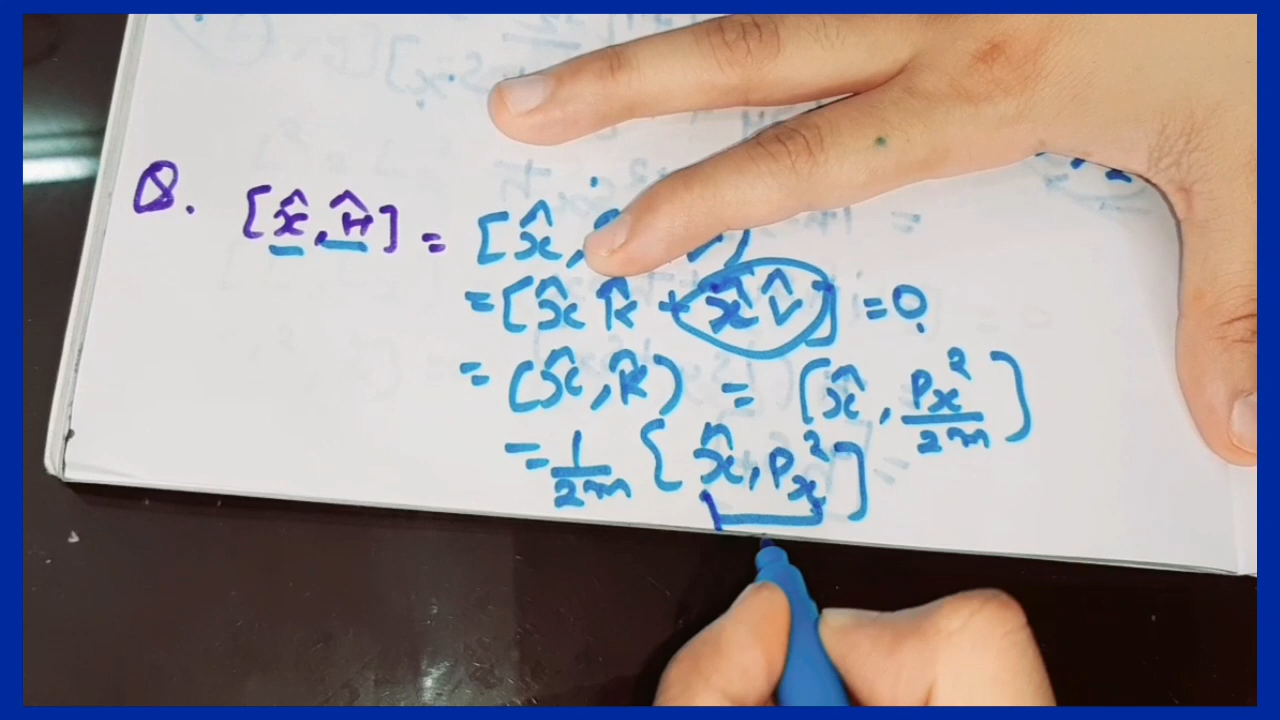 Q. [x̂, Ĥ] = [x̂,
= [x̂ K̂ + x̂ V̂] = 0
= (x̂, K̂) = [x̂, Px²/2m]
= 1/2m [x̂, Px²]